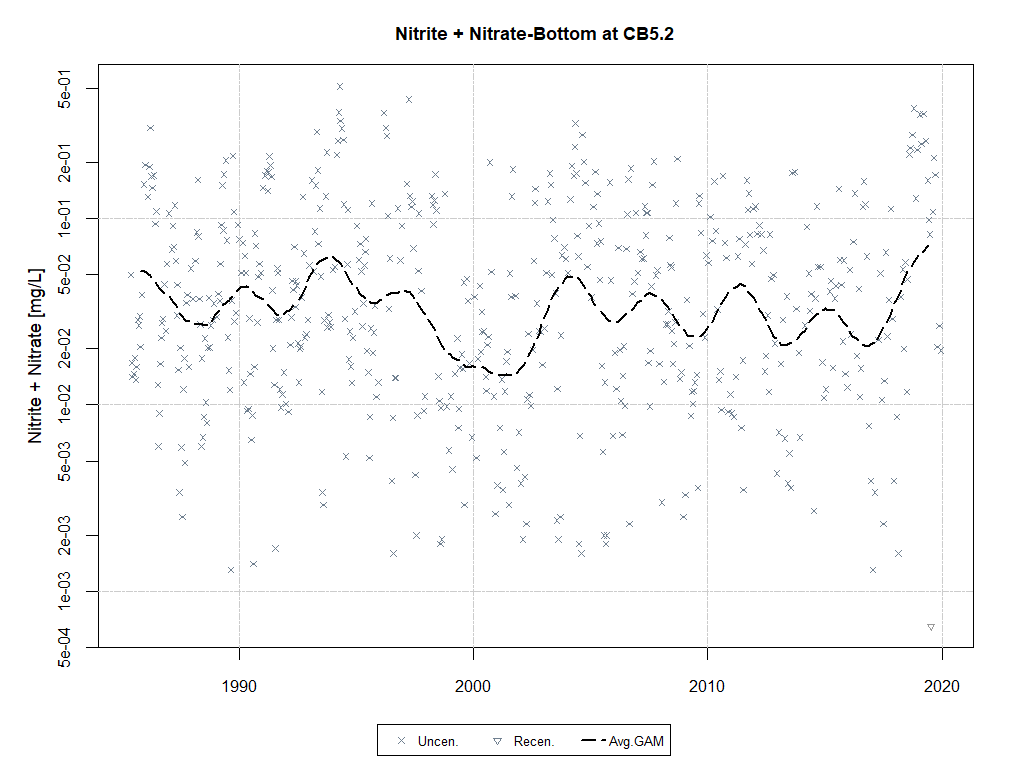 Nitrite + Nitrate-Bottom at CB5.2
Nitrite + Nitrate [mg/L]
5e-01
2e-01
1e-01
5e-02
2e-02
1e-02
5e-03
2e-03
1e-03
5e-04
1990 2000 2010 2020
Uncen. Recen. Avg.GAM